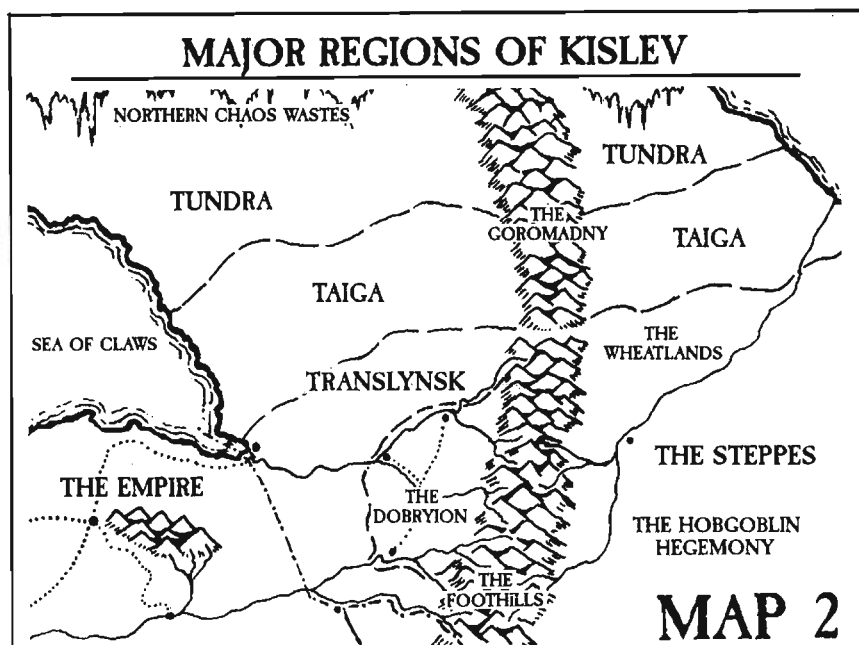 MAJOR REGIONS OF KISLEV
NORTHERN CHAOS WASTES
TUNDRA
TUNDRA
THE
GOROMADNY
TAIGA
TAIGA
SEA OF CLAWS
THE
WHEATLANDS
TRANSLYNSK
THE STEPPES
THE EMPIRE
THE
DOBRYION
THE HOBGOBLIN
HEGEMONY
THE
FOOTHILLS
MAP 2